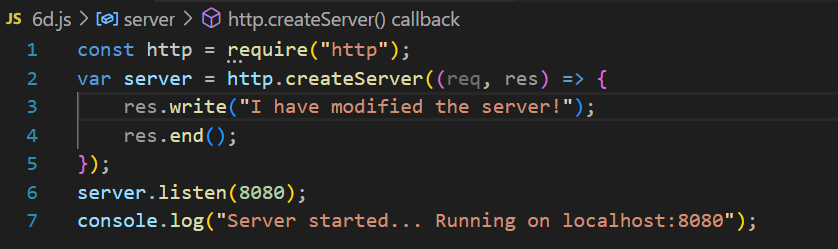 JS 6d.js > server > http.createServer() callback
1 const http = require("http");
2 var server = http.createServer((req, res) => {
3 res.write("I have modified the server!");
4 res.end();
5 });
6 server.listen(8080);
7 console.log("Server started... Running on localhost:8080");